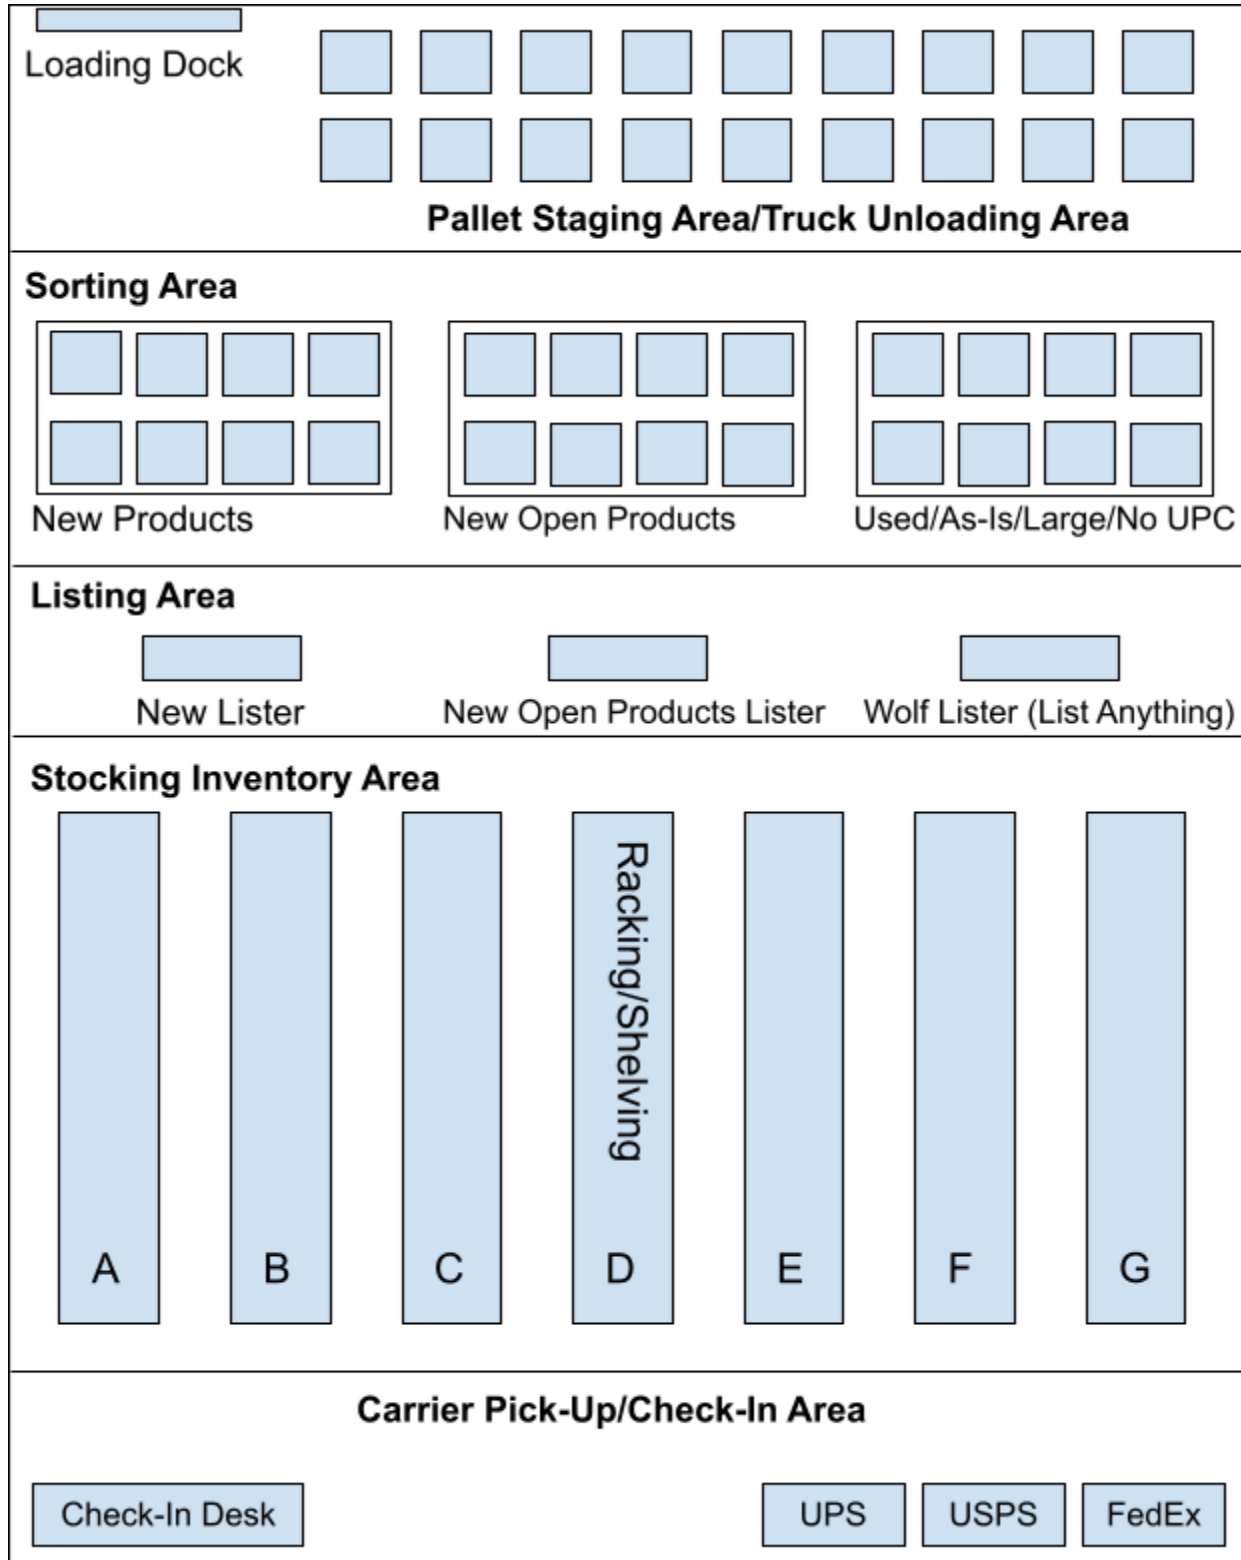 Loading Dock
Pallet Staging Area/Truck Unloading Area
Sorting Area
New Products
New Open Products
Used/As-Is/Large/No UPC
Listing Area
New Lister
New Open Products Lister
Wolf Lister (List Anything)
Stocking Inventory Area
Racking/Shelving
A
B
C
D
E
F
G
Carrier Pick-Up/Check-In Area
Check-In Desk
UPS
USPS
FedEx